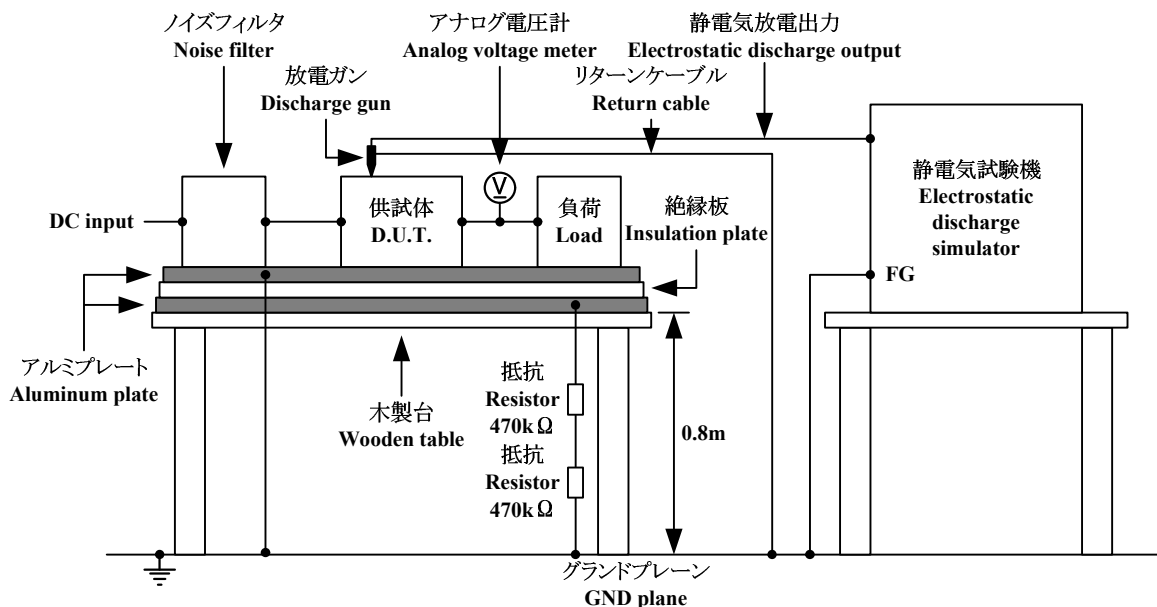 ノイズフィルタ
Noise filter
アナログ電圧計
Analog voltage meter
静電気放電出力
Electrostatic discharge output
放電ガン
Discharge gun
リターンケーブル
Return cable
DC input
供試体
D.U.T.
V
負荷
Load
絶縁板
Insulation plate
静電気試験機
Electrostatic
discharge
simulator
FG
アルミプレート
Aluminum plate
木製台
Wooden table
抵抗
Resistor
470kΩ
抵抗
Resistor
470kΩ
0.8m
グランドプレーン
GND plane